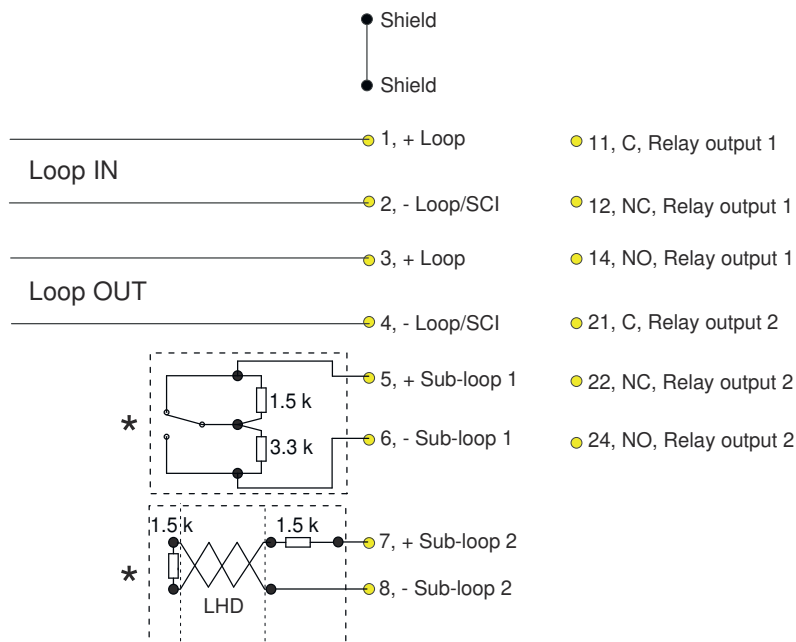 Shield
Shield
1, + Loop
11, C, Relay output 1
Loop IN
2, - Loop/SCI
12, NC, Relay output 1
3, + Loop
14, NO, Relay output 1
Loop OUT
4, - Loop/SCI
21, C, Relay output 2
5, + Sub-loop 1
22, NC, Relay output 2
1.5 k
*
6, - Sub-loop 1
24, NO, Relay output 2
3.3 k
1.5 k
1.5 k
7, + Sub-loop 2
*
8, - Sub-loop 2
LHD